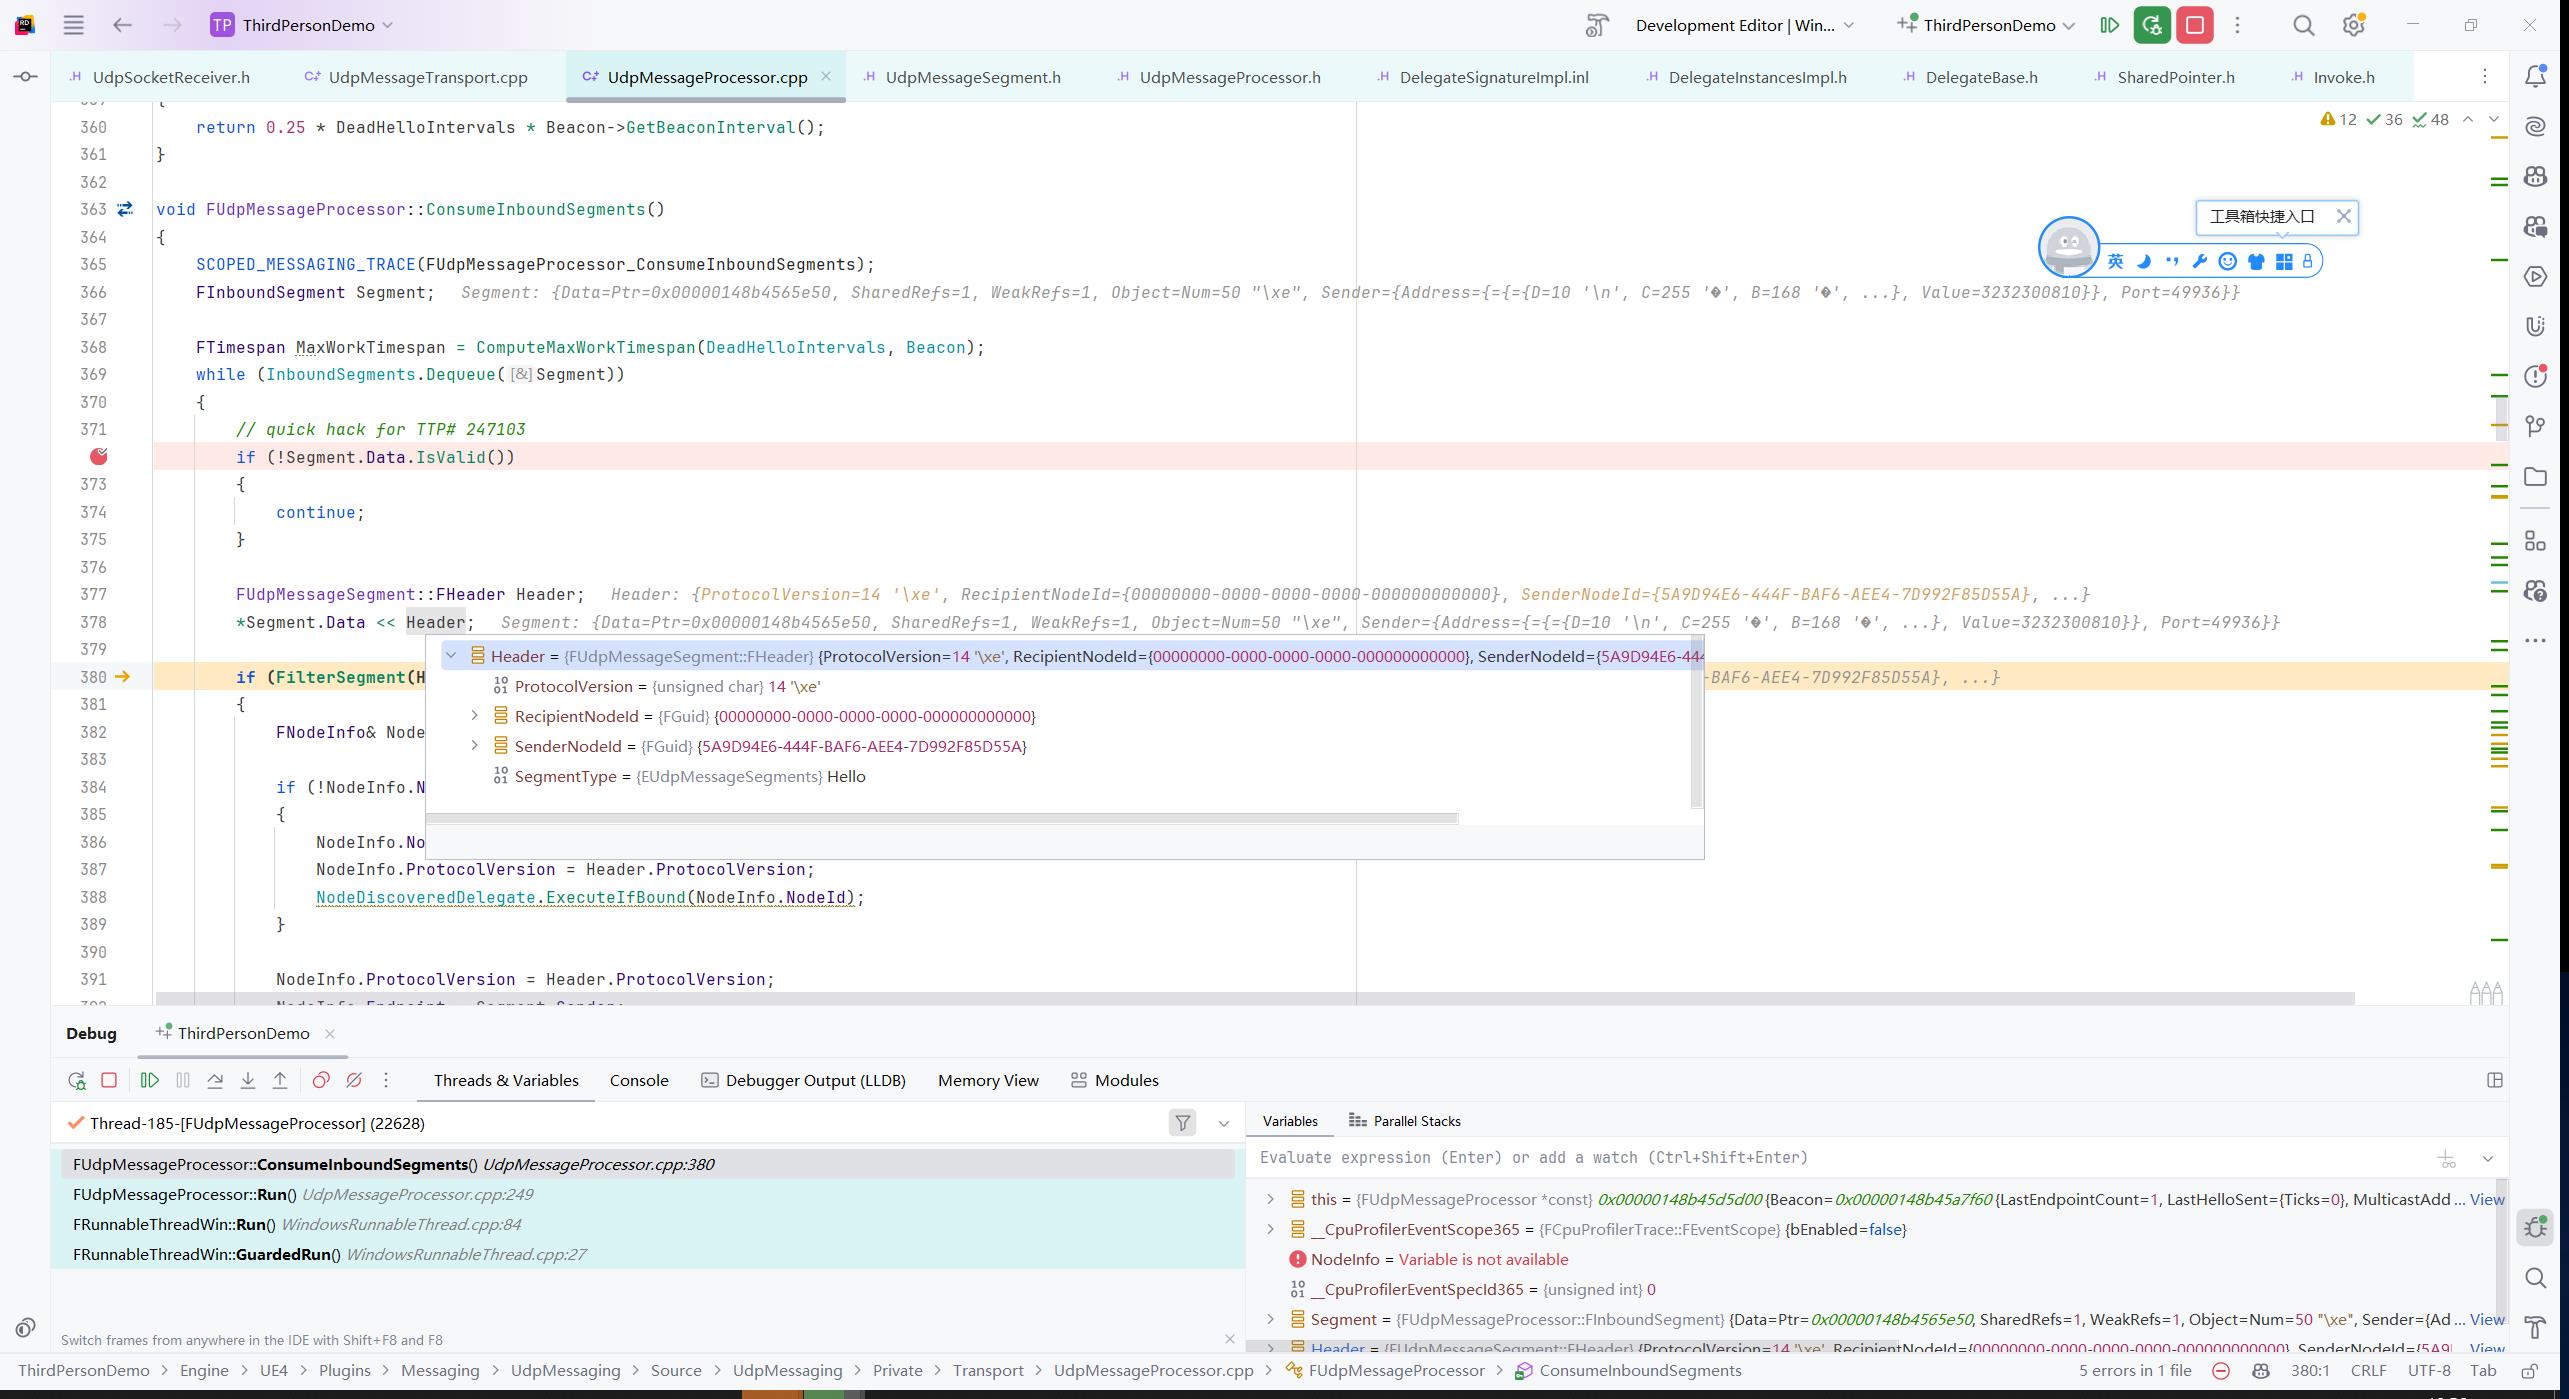 TP ThirdPersonDemo
Development Editor | Win...
ThirdPersonDemo
UdpSocketReceiver.h UdpMessageTransport.cpp UdpMessageProcessor.cpp UdpMessageSegment.h UdpMessageProcessor.h DelegateSignatureImpl.inl DelegateInstancesImpl.h DelegateBase.h SharedPointer.h Invoke.h
12 36 48
360 return 0.25 * DeadHelloIntervals * Beacon->GetBeaconInterval();
361 }
362
363 void FUdpMessageProcessor::ConsumeInboundSegments()
工具箱快捷入口
英
364 {
365 SCOPED_MESSAGING_TRACE(FUdpMessageProcessor_ConsumeInboundSegments);
366 FInboundSegment Segment; Segment: {Data=Ptr=0x00000148b4565e50, SharedRefs=1, WeakRefs=1, Object=Num=50 "\xe", Sender={Address={={={D=10 '\n', C=255 '�', B=168 '�', ...}, Value=3232300810}}, Port=49936}}
367
368 FTimespan MaxWorkTimespan = ComputeMaxWorkTimespan(DeadHelloIntervals, Beacon);
369 while (InboundSegments.Dequeue([&]Segment))
370 {
371 // quick hack for TTP# 247103
if (!Segment.Data.IsValid())
373 {
374 continue;
375 }
376
377 FUdpMessageSegment::FHeader Header; Header: {ProtocolVersion=14 '\xe', RecipientNodeId={00000000-0000-0000-0000-000000000000}, SenderNodeId={5A9D94E6-444F-BAF6-AEE4-7D992F85D55A}, ...}
378 *Segment.Data << Header; Segment: {Data=Ptr=0x00000148b4565e50, SharedRefs=1, WeakRefs=1, Object=Num=50 "\xe", Sender={Address={={={D=10 '\n', C=255 '�', B=168 '�', ...}, Value=3232300810}}, Port=49936}}
379
Header = {FUdpMessageSegment::FHeader} {ProtocolVersion=14 '\xe', RecipientNodeId={00000000-0000-0000-0000-000000000000}, SenderNodeId={5A9D94E6-444
380 if (FilterSegment(H -BAF6-AEE4-7D992F85D55A}, ...}
ProtocolVersion = {unsigned char} 14 '\xe'
381 {
RecipientNodeId = {FGuid} {00000000-0000-0000-0000-000000000000}
382 FNodeInfo& Node
SenderNodeId = {FGuid} {5A9D94E6-444F-BAF6-AEE4-7D992F85D55A}
383
SegmentType = {EUdpMessageSegments} Hello
384 if (!NodeInfo.N
385 {
386 NodeInfo.No
387 NodeInfo.ProtocolVersion = Header.ProtocolVersion;
388 NodeDiscoveredDelegate.ExecuteIfBound(NodeInfo.NodeId);
389 }
390
391 NodeInfo.ProtocolVersion = Header.ProtocolVersion;
Debug ThirdPersonDemo
Threads & Variables Console Debugger Output (LLDB) Memory View Modules
Thread-185-[FUdpMessageProcessor] (22628)
FUdpMessageProcessor::ConsumeInboundSegments() UdpMessageProcessor.cpp:380
FUdpMessageProcessor::Run() UdpMessageProcessor.cpp:249
FRunnableThreadWin::Run() WindowsRunnableThread.cpp:84
FRunnableThreadWin::GuardedRun() WindowsRunnableThread.cpp:27
Switch frames from anywhere in the IDE with Shift+F8 and F8
Variables Parallel Stacks
Evaluate expression (Enter) or add a watch (Ctrl+Shift+Enter)
this = {FUdpMessageProcessor *const} 0x00000148b45d5d00 {Beacon=0x00000148b45a7f60 {LastEndpointCount=1, LastHelloSent={Ticks=0}, MulticastAdd ... View
__CpuProfilerEventScope365 = {FCpuProfilerTrace::FEventScope} {bEnabled=false}
NodeInfo = Variable is not available
__CpuProfilerEventSpecId365 = {unsigned int} 0
Segment = {FUdpMessageProcessor::FInboundSegment} {Data=Ptr=0x00000148b4565e50, SharedRefs=1, WeakRefs=1, Object=Num=50 "\xe", Sender={Ad ... View
Header = {FUdpMessageSegment::FHeader} {ProtocolVersion=14 '\xe', RecipientNodeId={00000000-0000-0000-0000-000000000000}, SenderNodeId={5A9 ... View
ThirdPersonDemo Engine UE4 Plugins Messaging UdpMessaging Source UdpMessaging Private Transport UdpMessageProcessor.cpp FUdpMessageProcessor ConsumeInboundSegments
5 errors in 1 file 380:1 CRLF UTF-8 Tab